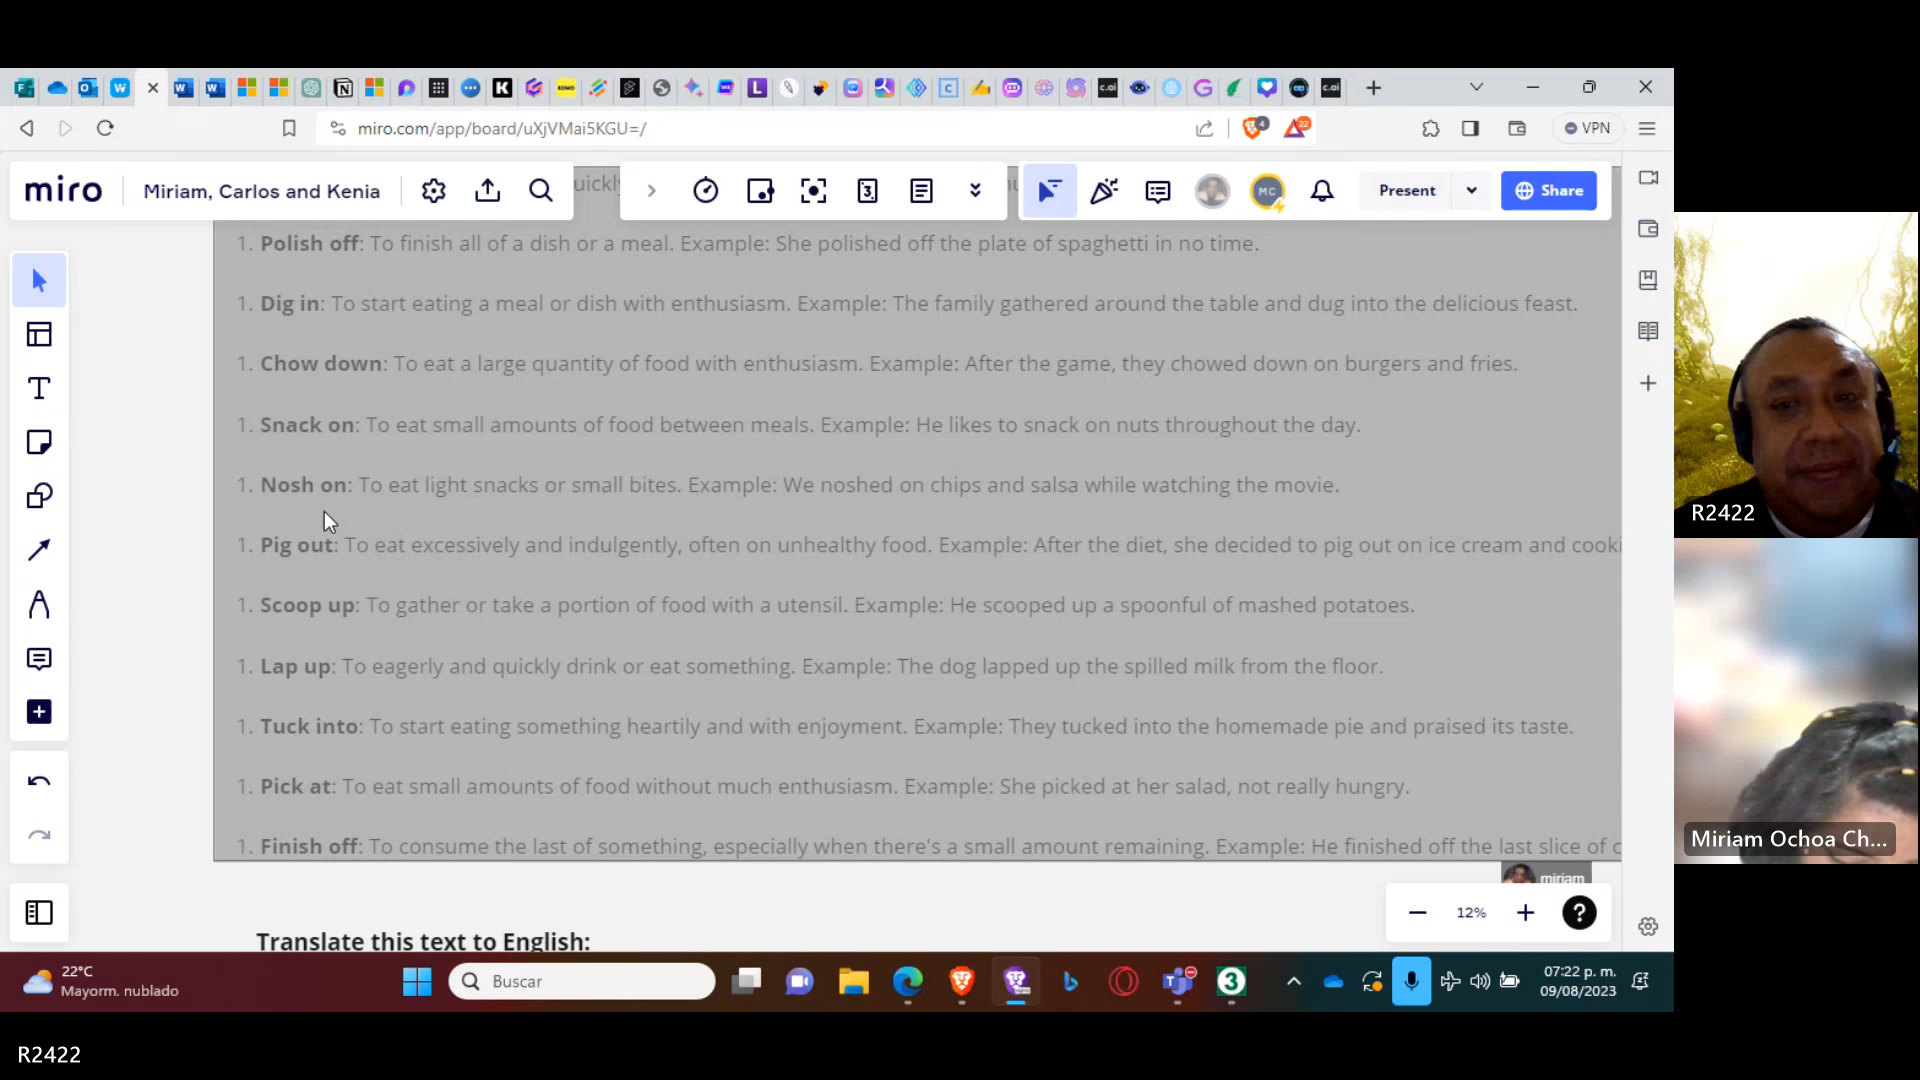 miro.com/app/board/uXjVMai5KGU=/
VPN
miro
Miriam, Carlos and Kenia
MC
Present
Share
1. Polish off: To finish all of a dish or a meal. Example: She polished off the plate of spaghetti in no time.
1. Dig in: To start eating a meal or dish with enthusiasm. Example: The family gathered around the table and dug into the delicious feast.
1. Chow down: To eat a large quantity of food with enthusiasm. Example: After the game, they chowed down on burgers and fries.
1. Snack on: To eat small amounts of food between meals. Example: He likes to snack on nuts throughout the day.
1. Nosh on: To eat light snacks or small bites. Example: We noshed on chips and salsa while watching the movie.
1. Pig out: To eat excessively and indulgently, often on unhealthy food. Example: After the diet, she decided to pig out on ice cream and cooki
1. Scoop up: To gather or take a portion of food with a utensil. Example: He scooped up a spoonful of mashed potatoes.
1. Lap up: To eagerly and quickly drink or eat something. Example: The dog lapped up the spilled milk from the floor.
1. Tuck into: To start eating something heartily and with enjoyment. Example: They tucked into the homemade pie and praised its taste.
1. Pick at: To eat small amounts of food without much enthusiasm. Example: She picked at her salad, not really hungry.
1. Finish off: To consume the last of something, especially when there's a small amount remaining. Example: He finished off the last slice of
miriam
12%
Translate this text to English:
22°C
Mayorm. nublado
Buscar
07:22 p. m.
09/08/2023
R2422
Miriam Ochoa Ch...
R2422